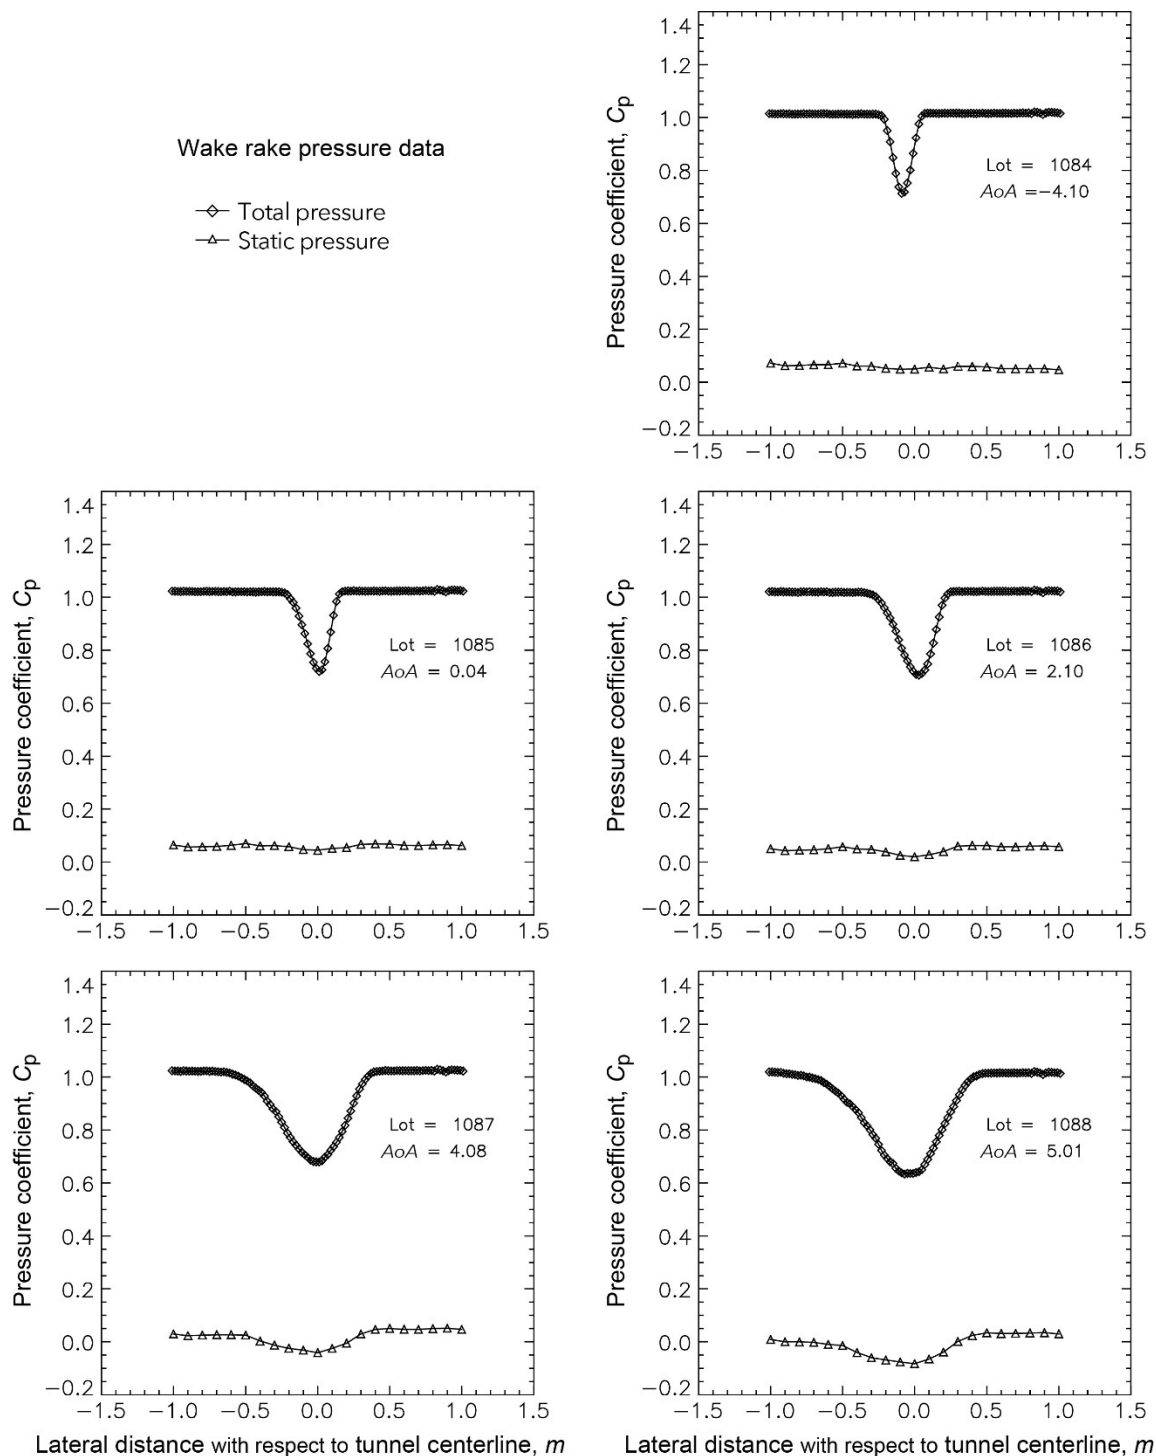 Wake rake pressure data
Total pressure
Static pressure
Pressure coefficient, Cp
1.4
1.2
1.0
0.8
0.6
0.4
0.2
0.0
−0.2
Lot = 1084
AoA =−4.10
−1.5 −1.0 −0.5 0.0 0.5 1.0 1.5
Pressure coefficient, Cp
1.4
1.2
1.0
0.8
0.6
0.4
0.2
0.0
−0.2
Lot = 1085
AoA = 0.04
−1.5 −1.0 −0.5 0.0 0.5 1.0 1.5
Pressure coefficient, Cp
1.4
1.2
1.0
0.8
0.6
0.4
0.2
0.0
−0.2
Lot = 1086
AoA = 2.10
−1.5 −1.0 −0.5 0.0 0.5 1.0 1.5
Pressure coefficient, Cp
1.4
1.2
1.0
0.8
0.6
0.4
0.2
0.0
−0.2
Lot = 1087
AoA = 4.08
−1.5 −1.0 −0.5 0.0 0.5 1.0 1.5
Lateral distance with respect to tunnel centerline, m
Pressure coefficient, Cp
1.4
1.2
1.0
0.8
0.6
0.4
0.2
0.0
−0.2
Lot = 1088
AoA = 5.01
−1.5 −1.0 −0.5 0.0 0.5 1.0 1.5
Lateral distance with respect to tunnel centerline, m